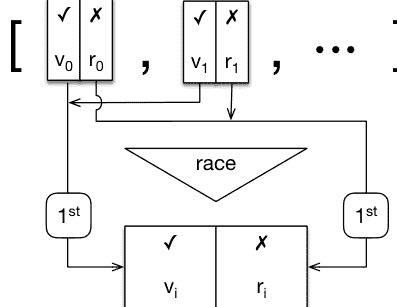 [ ✓ ✗ , ✓ ✗ , ••• ]
v0 r0 v1 r1
race
1st 1st
✓ ✗
vi ri